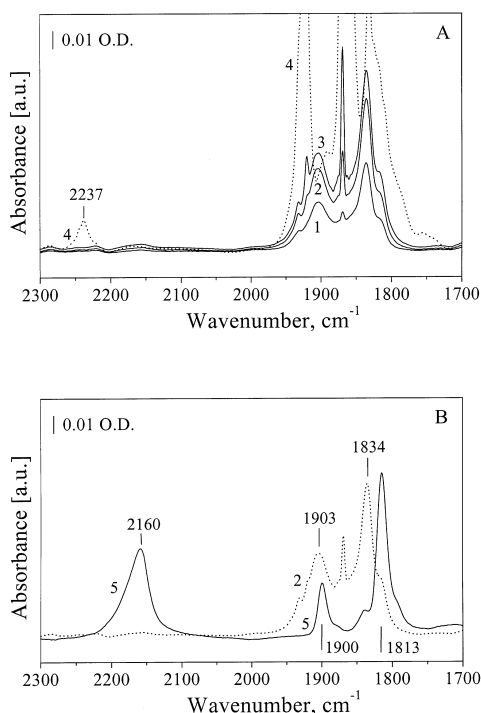 0.01 O.D.
A
4
3
2
1
2237
4
Absorbance [a.u.]
2300 2200 2100 2000 1900 1800 1700
Wavenumber, cm-1
0.01 O.D.
B
1834
2160
1903
5
2
5
1900
1813
Absorbance [a.u.]
2300 2200 2100 2000 1900 1800 1700
Wavenumber, cm-1